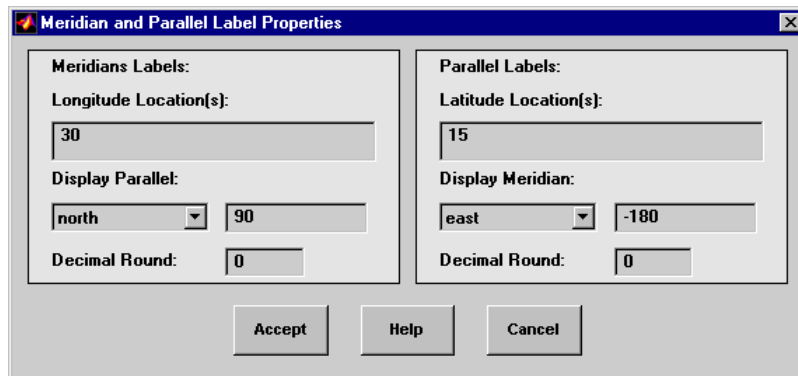 Meridian and Parallel Label Properties
Meridians Labels:
Longitude Location(s):
30
Display Parallel:
north 90
Decimal Round: 0
Parallel Labels:
Latitude Location(s):
15
Display Meridian:
east -180
Decimal Round: 0
Accept Help Cancel